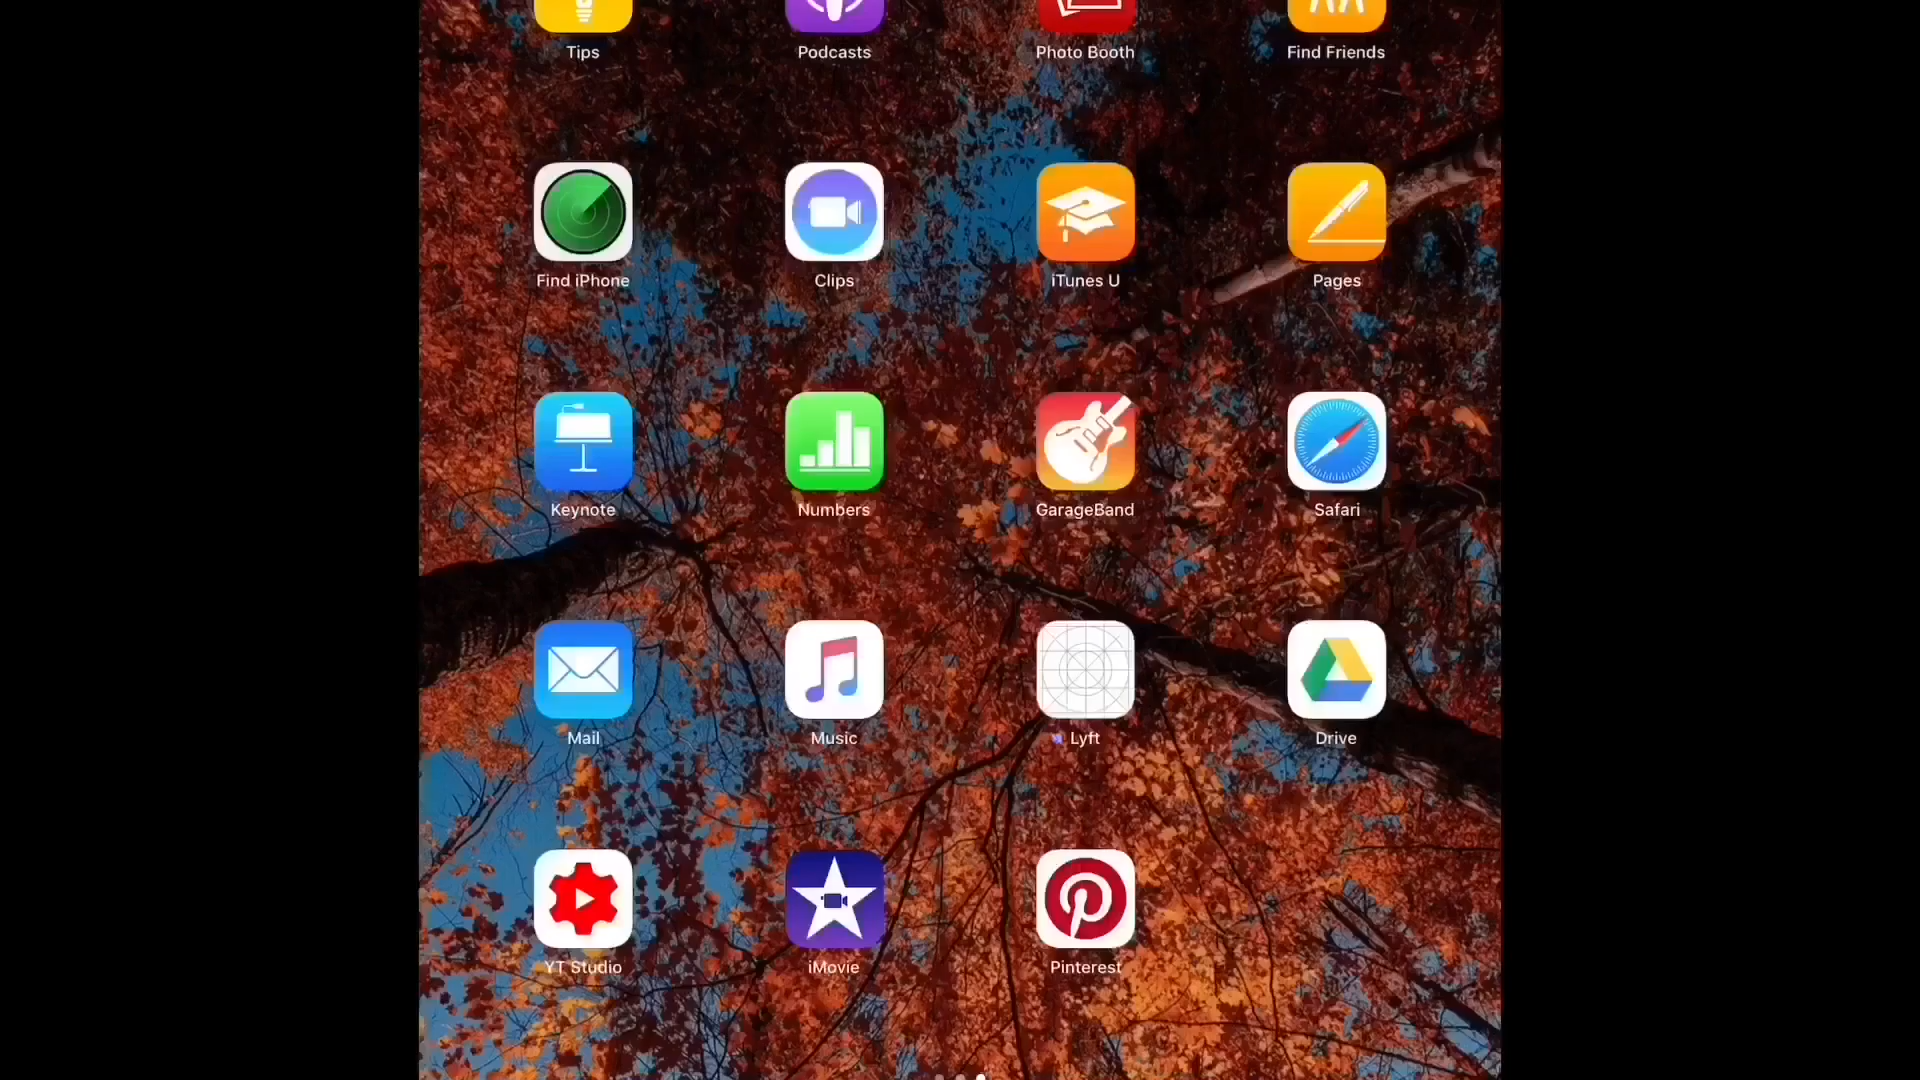 Tips
Podcasts
Photo Booth
Find Friends
Find iPhone
Clips
iTunes U
Pages
Keynote
Numbers
GarageBand
Safari
Mail
Music
Lyft
Drive
YT Studio
iMovie
Pinterest